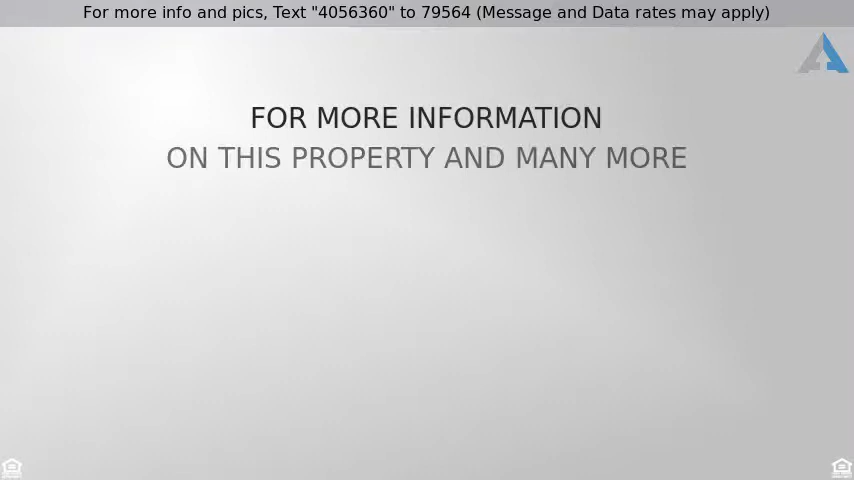 For more info and pics, Text "4056360" to 79564 (Message and Data rates may apply)
FOR MORE INFORMATION
ON THIS PROPERTY AND MANY MORE